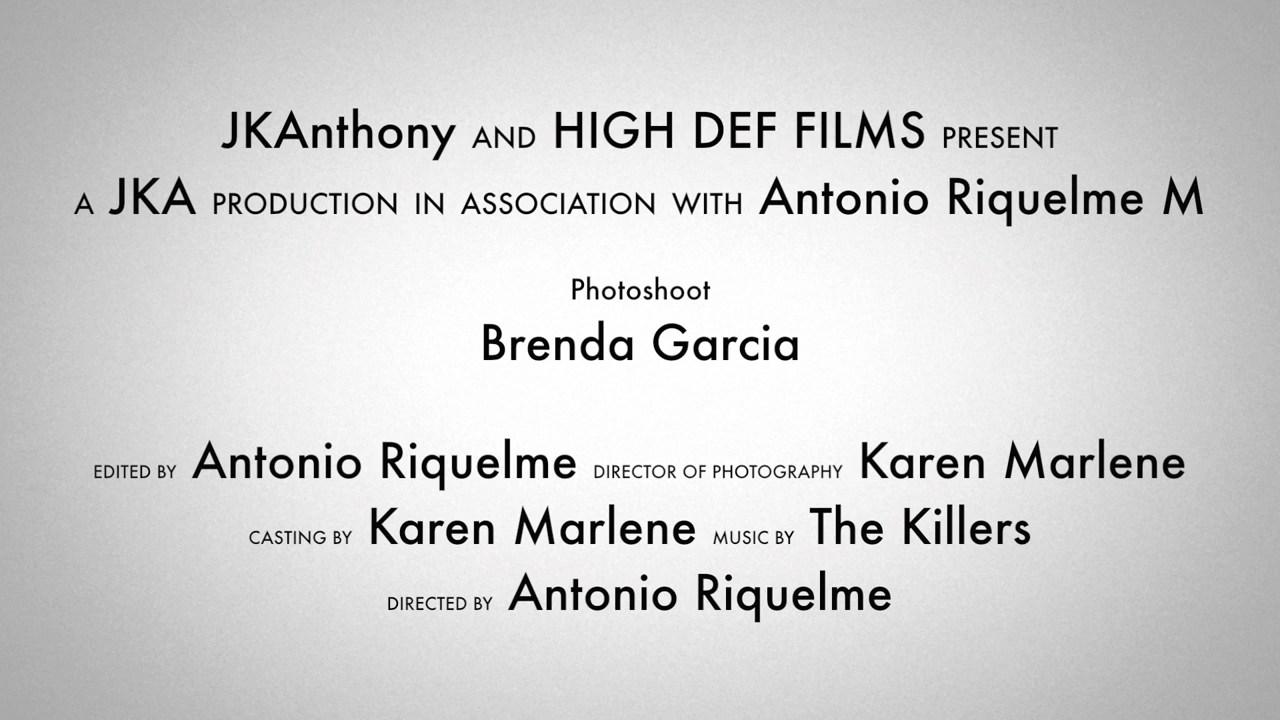 JKAnthony AND HIGH DEF FILMS PRESENT
A JKA PRODUCTION IN ASSOCIATION WITH Antonio Riquelme M
Photoshoot
Brenda Garcia
EDITED BY Antonio Riquelme DIRECTOR OF PHOTOGRAPHY Karen Marlene
CASTING BY Karen Marlene MUSIC BY The Killers
DIRECTED BY Antonio Riquelme